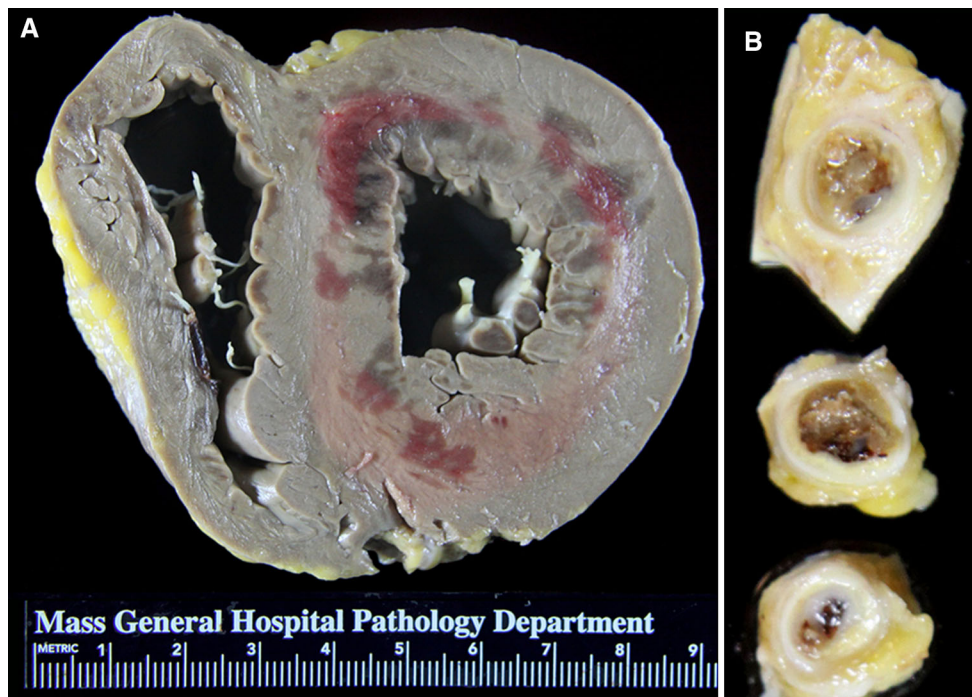 A
B
Mass General Hospital Pathology Department
METRIC 1 2 3 4 5 6 7 8 9